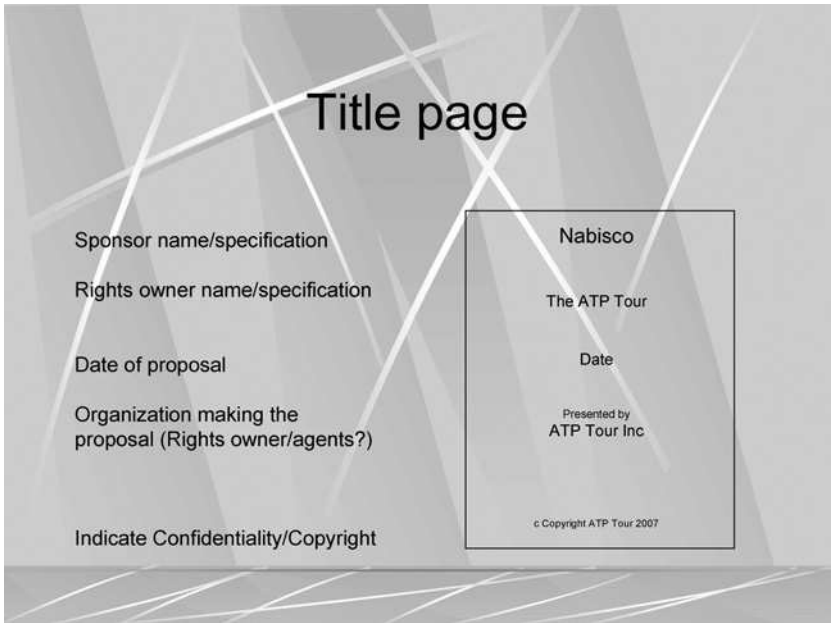 Title page
Sponsor name/specification
Rights owner name/specification
Date of proposal
Organization making the
proposal (Rights owner/agents?)
Indicate Confidentiality/Copyright
Nabisco
The ATP Tour
Date
Presented by
ATP Tour Inc
c Copyright ATP Tour 2007